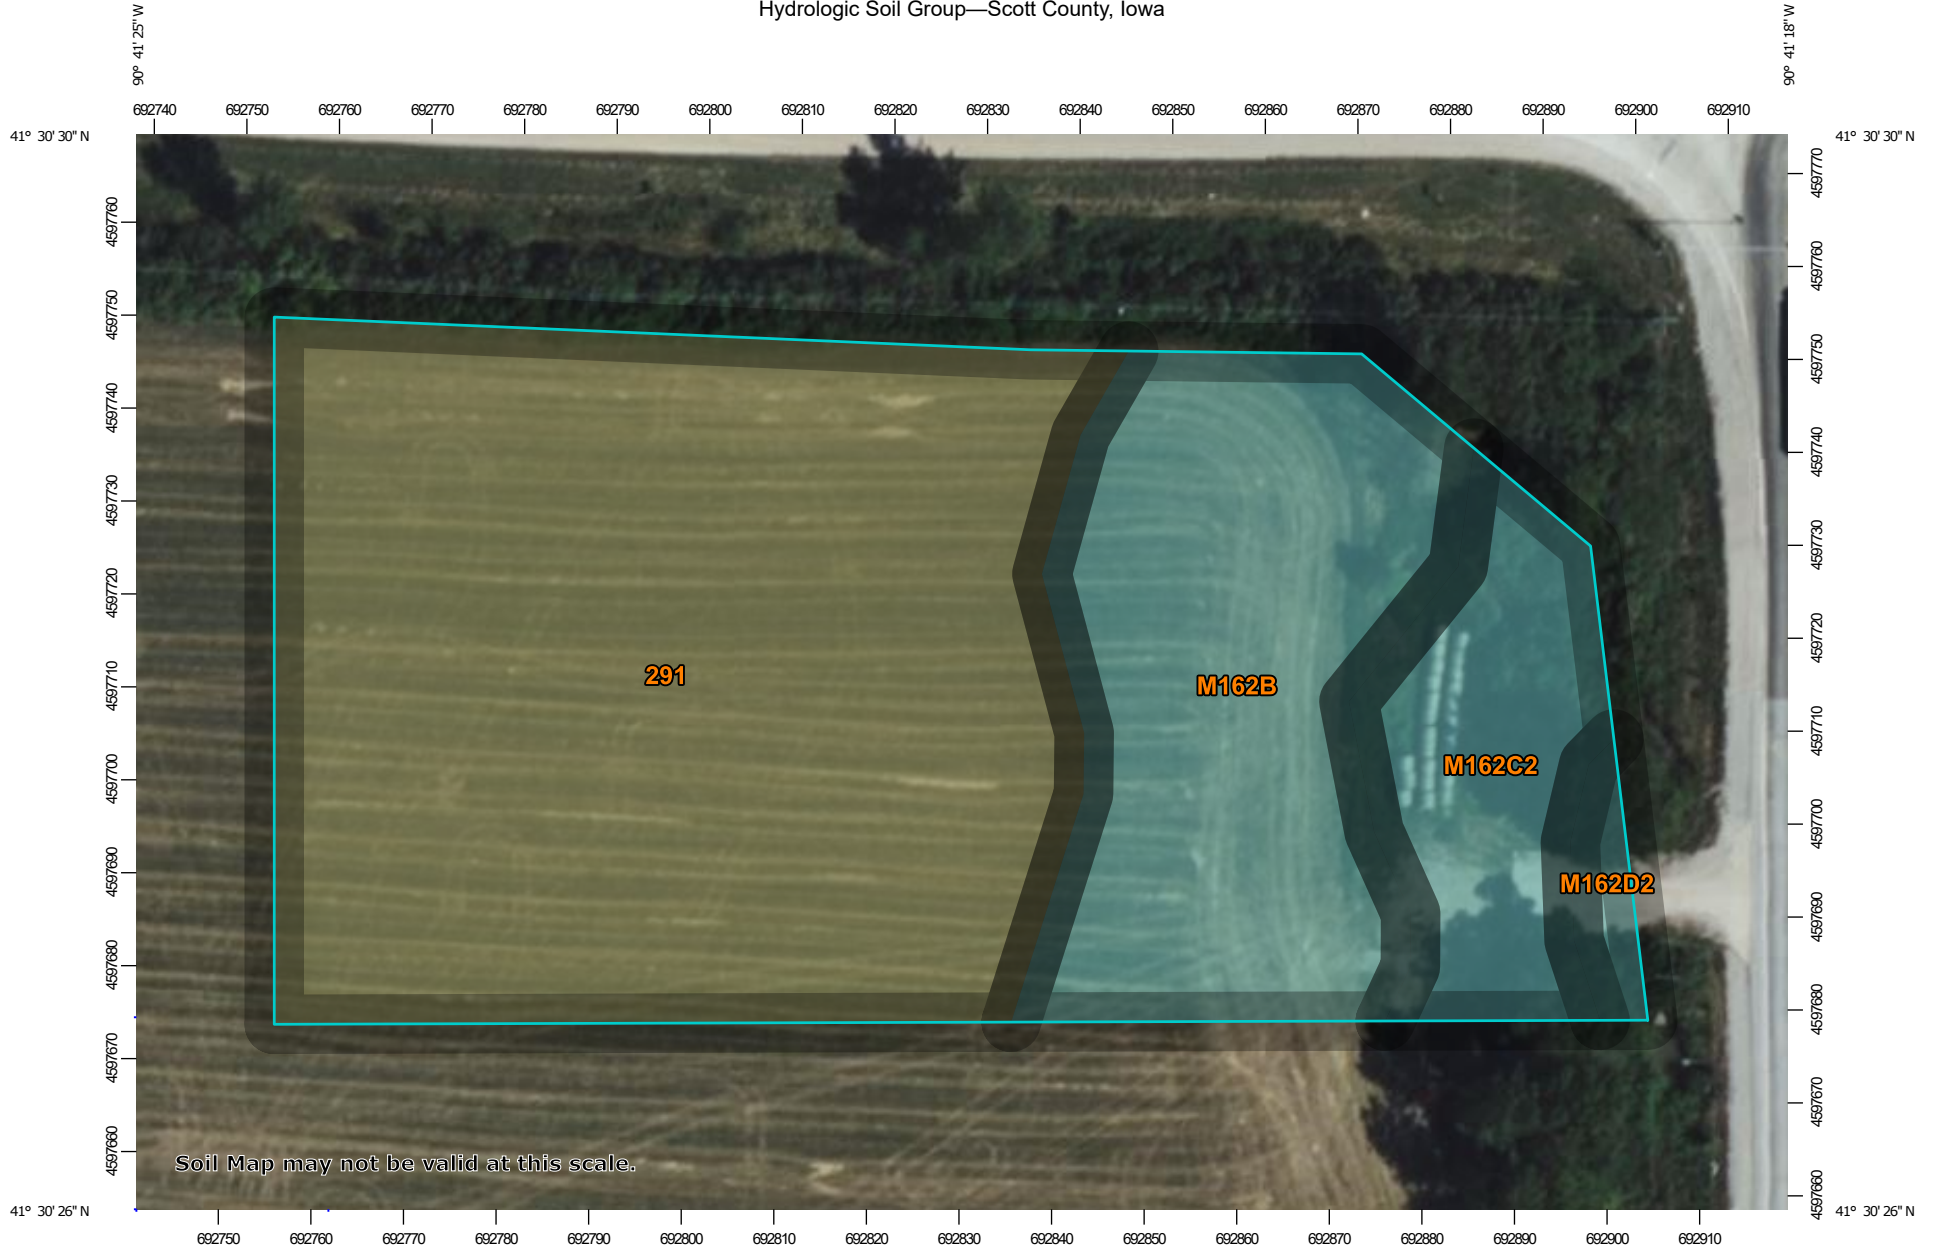 Hydrologic Soil Group—Scott County, Iowa
90° 41' 25'' W
90° 41' 18'' W
692740 692750 692760 692770 692780 692790 692800 692810 692820 692830 692840 692850 692860 692870 692880 692890 692900 692910
41° 30' 30'' N
41° 30' 30'' N
4597760
4597750
4597740
4597730
4597720
4597710
4597700
4597690
4597680
4597670
4597660
4597770
4597760
4597750
4597740
4597730
4597720
4597710
4597700
4597690
4597680
4597670
4597660
291
M162B
M162C2
M162D2
Soil Map may not be valid at this scale.
41° 30' 26'' N
41° 30' 26'' N
692750 692760 692770 692780 692790 692800 692810 692820 692830 692840 692850 692860 692870 692880 692890 692900 692910